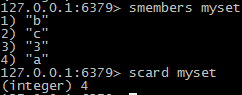 127.0.0.1:6379> smembers myset
1) "b"
2) "c"
3) "3"
4) "a"
127.0.0.1:6379> scard myset
(integer) 4